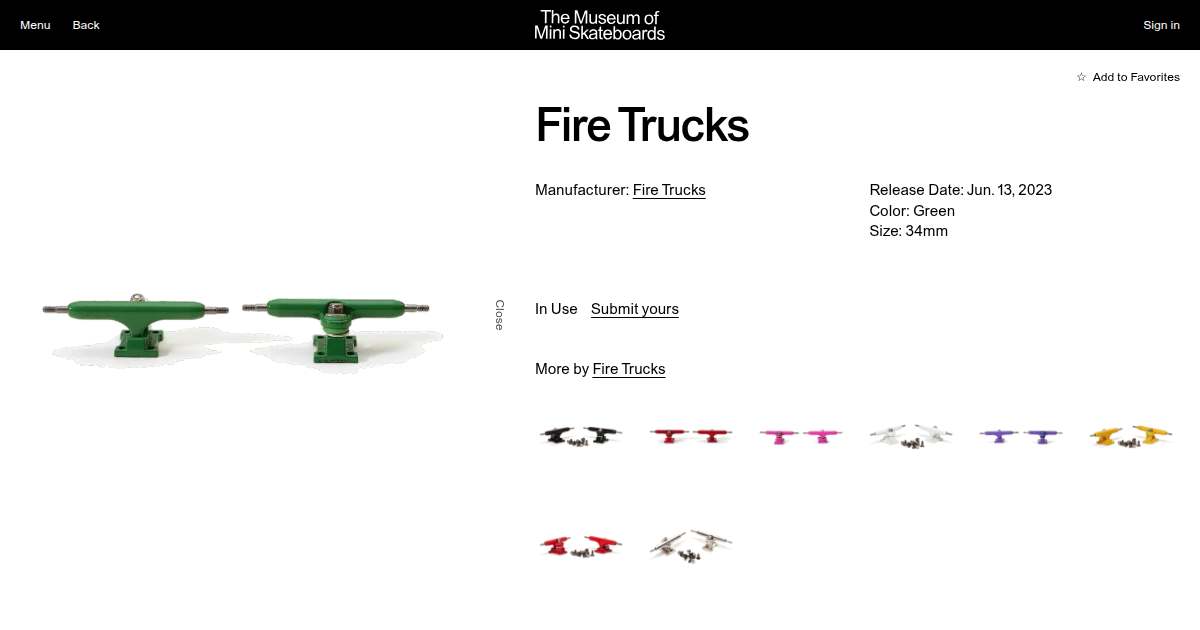 Menu
Back
The Museum of
Mini Skateboards
Sign in
☆ Add to Favorites
Fire Trucks
Manufacturer: Fire Trucks
Release Date: Jun. 13, 2023
Color: Green
Size: 34mm
Close
In Use Submit yours
More by Fire Trucks